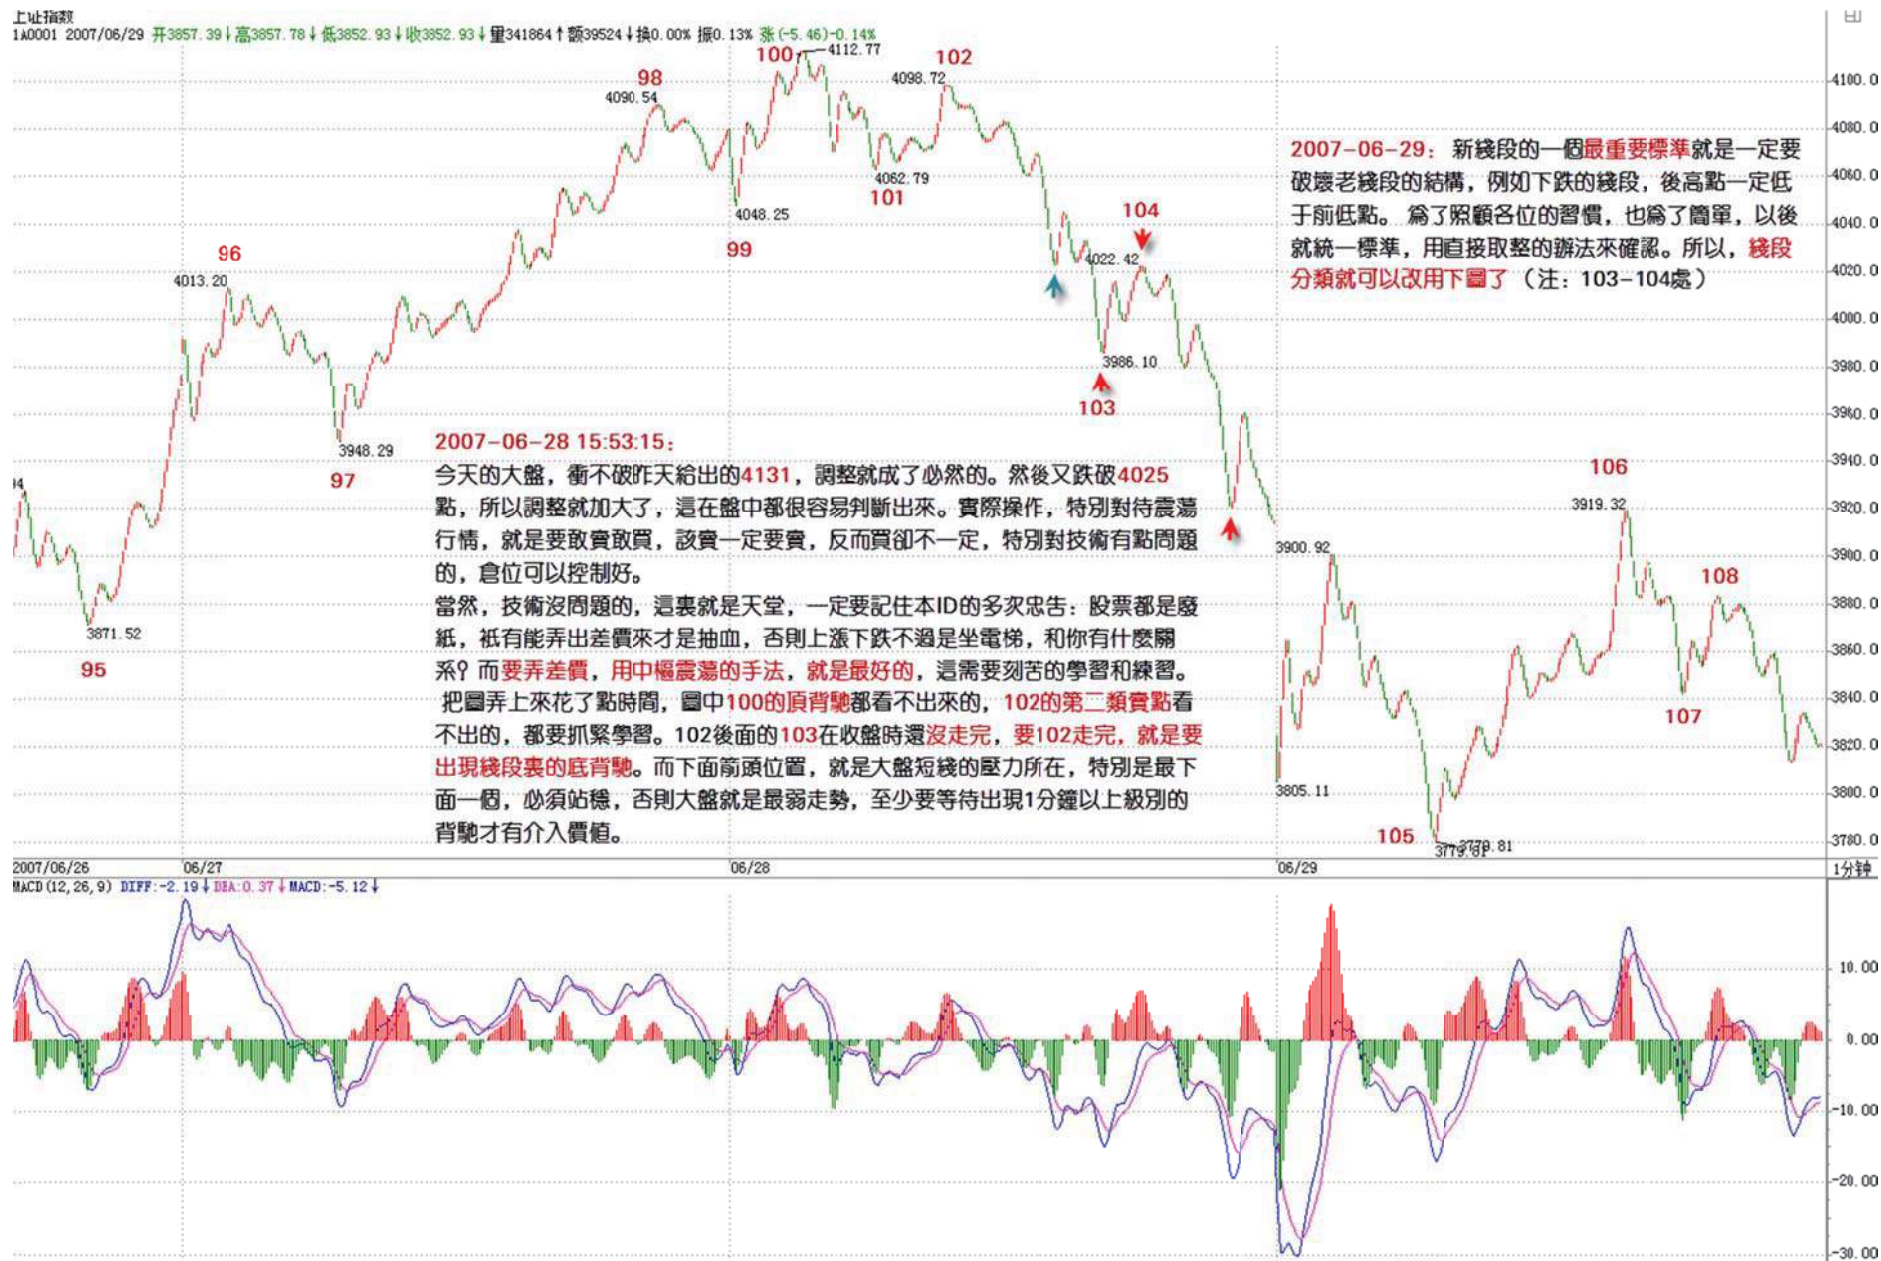 上证指数
1A0001 2007/06/29 开3857.39↓高3857.78↓低3852.93↓收3852.93↓量341864↑额39524↓换0.00% 振0.13% 涨(-5.46)-0.14%
100 4112.77
98
4090.54
102
4098.72
4100.0
4080.0
2007-06-29：新綫段的一個最重要標準就是一定要
破壞老綫段的結構，例如下跌的綫段，後高點一定低
于前低點。爲了照顧各位的習慣，也爲了簡單，以後
就統一標準，用直接取整的辦法來確認。所以，綫段
分類就可以改用下圖了（注：103-104處）
4060.0
4062.79
101
4048.25
99
104
4022.42
4040.0
4020.0
96
4013.20
4000.0
3986.10
103
3980.0
3960.0
3948.29
97
3940.0
2007-06-28 15:53:15：
今天的大盤，衝不破昨天給出的4131，調整就成了必然的。然後又跌破4025
點，所以調整就加大了，這在盤中都很容易判斷出來。實際操作，特別對待震蕩
行情，就是要敢賣敢買，該賣一定要賣，反而買卻不一定，特別對技術有點問題
的，倉位可以控制好。
當然，技術沒問題的，這裏就是天堂，一定要記住本ID的多次忠告：股票都是廢
紙，衹有能弄出差價來才是抽血，否則上漲下跌不過是坐電梯，和你有什麼關
系？而要弄差價，用中樞震蕩的手法，就是最好的，這需要刻苦的學習和練習。
把圖弄上來花了點時間，圖中100的頂背馳都看不出來的，102的第二類賣點看
不出的，都要抓緊學習。102後面的103在收盤時還沒走完，要102走完，就是要
出現綫段裏的底背馳。而下面箭頭位置，就是大盤短綫的壓力所在，特別是最下
面一個，必須站穩，否則大盤就是最弱走勢，至少要等待出現1分鐘以上級別的
背馳才有介入價值。
94
3871.52
95
106
3919.32
3920.0
3900.92
3900.0
108
3880.0
3860.0
3840.0
107
3820.0
3805.11
3800.0
105
3779.81
3779.81
3780.0
2007/06/26 06/27 06/28 06/29 1分钟
MACD(12,26,9) DIFF:-2.19↓DEA:0.37↓MACD:-5.12↓
10.00
0.00
-10.00
-20.00
-30.00